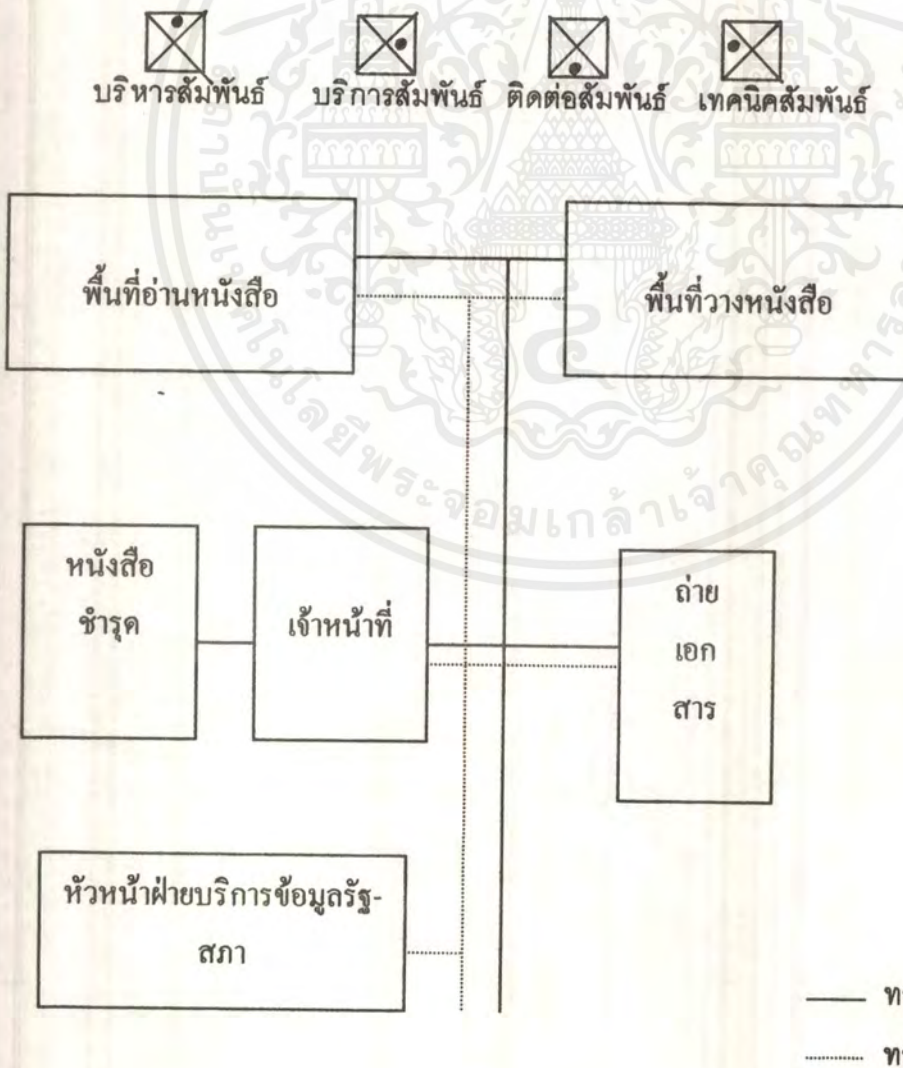 บริหารสัมพันธ์ บริการสัมพันธ์ ติดต่อสัมพันธ์ เทคนิคสัมพันธ์
พื้นที่อ่านหนังสือ
พื้นที่วางหนังสือ
หนังสือ
ชำรุด
เจ้าหน้าที่
ถ่าย
เอก
สาร
หัวหน้าฝ่ายบริการข้อมูลรัฐ-
สภา